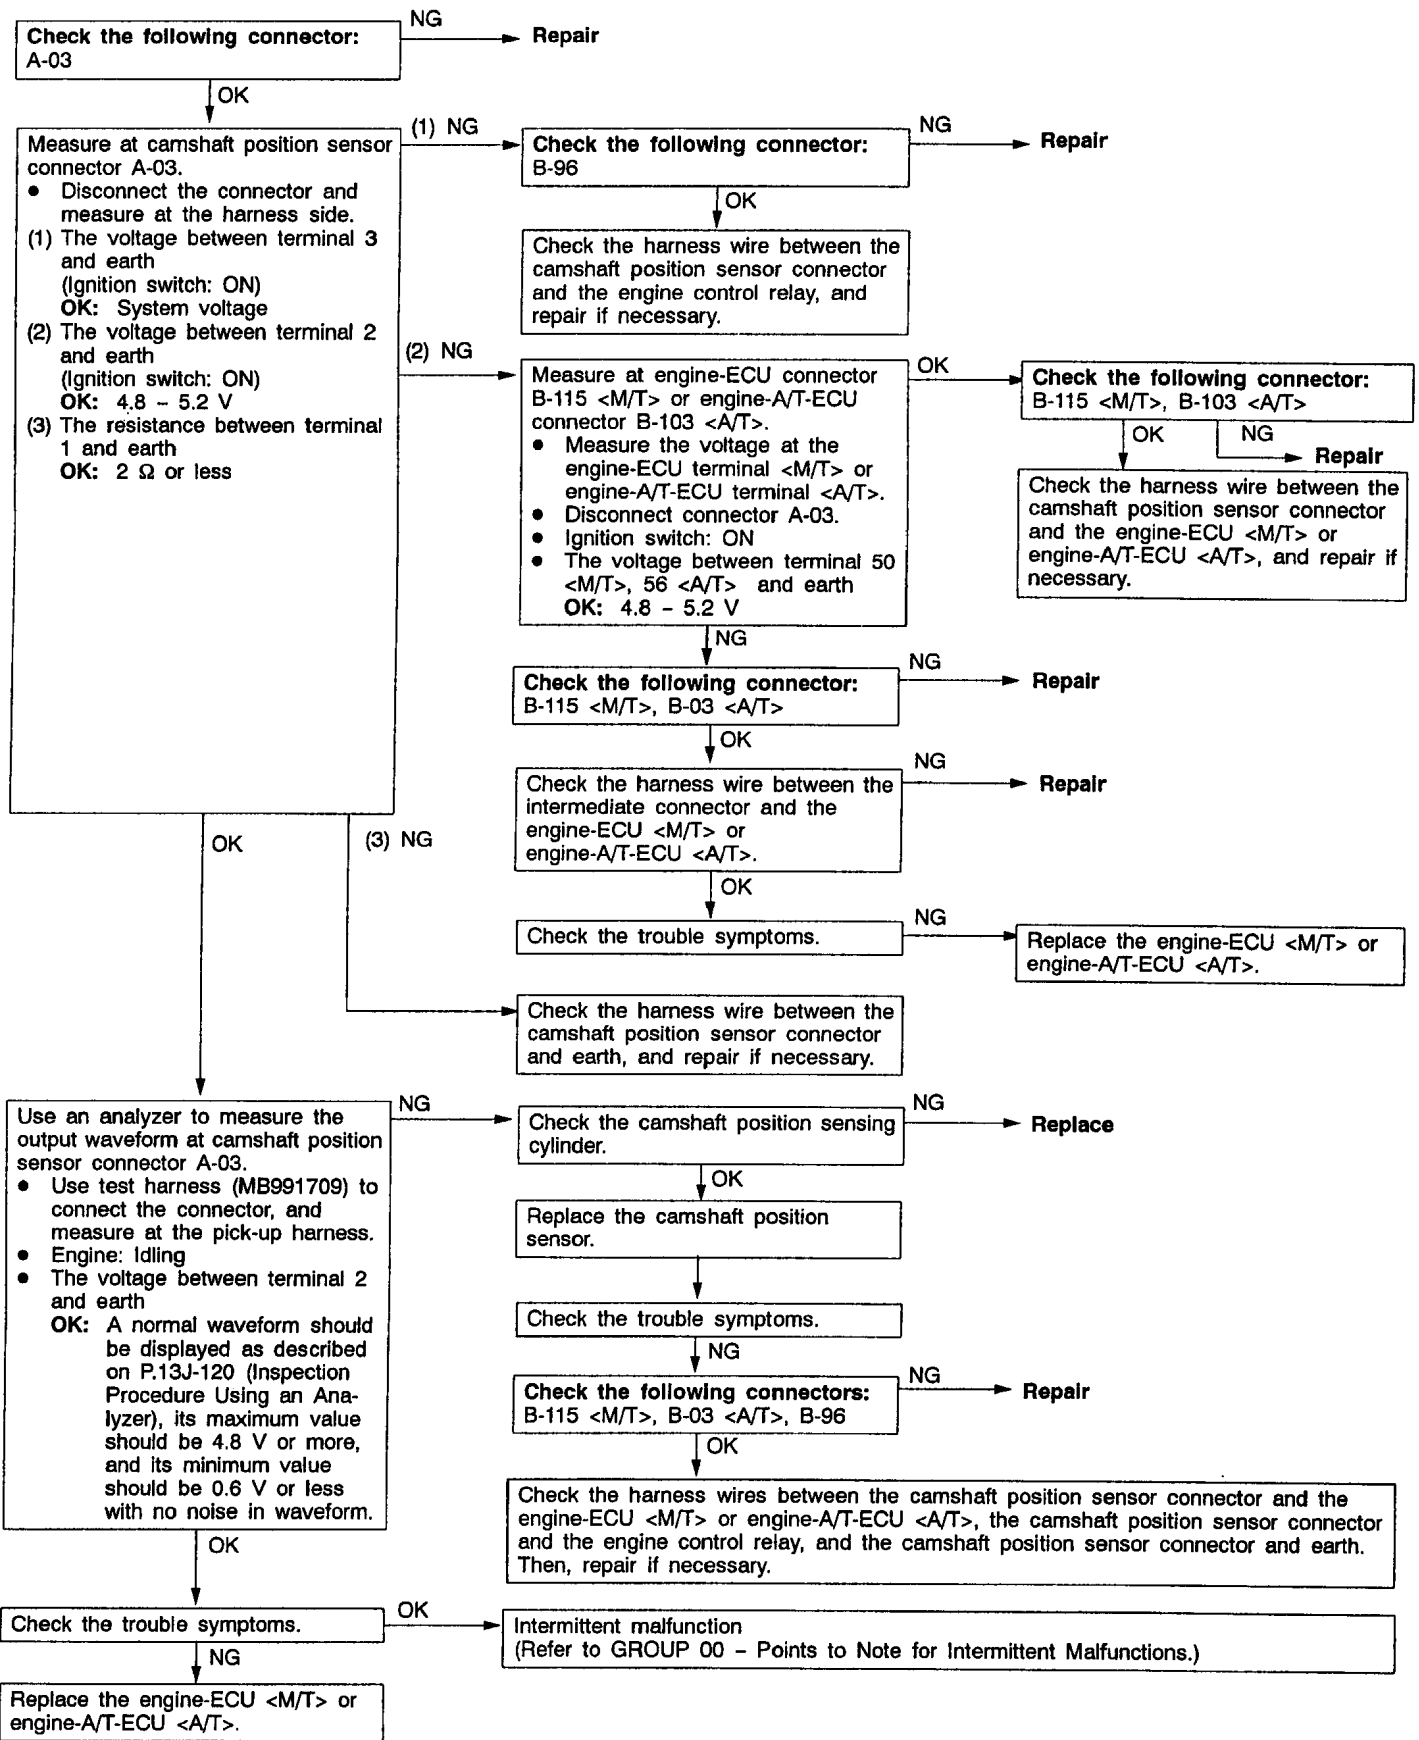 Check the following connector:
A-03
NG
Repair
OK
Measure at camshaft position sensor
connector A-03.
● Disconnect the connector and
measure at the harness side.
(1) The voltage between terminal 3
and earth
(Ignition switch: ON)
OK: System voltage
(2) The voltage between terminal 2
and earth
(Ignition switch: ON)
OK: 4.8 – 5.2 V
(3) The resistance between terminal
1 and earth
OK: 2 Ω or less
(1) NG
Check the following connector:
B-96
NG
Repair
OK
Check the harness wire between the
camshaft position sensor connector
and the engine control relay, and
repair if necessary.
(2) NG
Measure at engine-ECU connector
B-115 <M/T> or engine-A/T-ECU
connector B-103 <A/T>.
● Measure the voltage at the
engine-ECU terminal <M/T> or
engine-A/T-ECU terminal <A/T>.
● Disconnect connector A-03.
● Ignition switch: ON
● The voltage between terminal 50
<M/T>, 56 <A/T> and earth
OK: 4.8 – 5.2 V
OK
Check the following connector:
B-115 <M/T>, B-103 <A/T>
OK
NG
Repair
Check the harness wire between the
camshaft position sensor connector
and the engine-ECU <M/T> or
engine-A/T-ECU <A/T>, and repair if
necessary.
NG
Check the following connector:
B-115 <M/T>, B-03 <A/T>
NG
Repair
OK
Check the harness wire between the
intermediate connector and the
engine-ECU <M/T> or
engine-A/T-ECU <A/T>.
NG
Repair
OK
Check the trouble symptoms.
NG
Replace the engine-ECU <M/T> or
engine-A/T-ECU <A/T>.
OK
(3) NG
Check the harness wire between the
camshaft position sensor connector
and earth, and repair if necessary.
Use an analyzer to measure the
output waveform at camshaft position
sensor connector A-03.
● Use test harness (MB991709) to
connect the connector, and
measure at the pick-up harness.
● Engine: Idling
● The voltage between terminal 2
and earth
OK: A normal waveform should
be displayed as described
on P.13J-120 (Inspection
Procedure Using an Ana-
lyzer), its maximum value
should be 4.8 V or more,
and its minimum value
should be 0.6 V or less
with no noise in waveform.
NG
Check the camshaft position sensing
cylinder.
NG
Replace
OK
Replace the camshaft position
sensor.
Check the trouble symptoms.
NG
Check the following connectors:
B-115 <M/T>, B-03 <A/T>, B-96
NG
Repair
OK
Check the harness wires between the camshaft position sensor connector and the
engine-ECU <M/T> or engine-A/T-ECU <A/T>, the camshaft position sensor connector
and the engine control relay, and the camshaft position sensor connector and earth.
Then, repair if necessary.
OK
Check the trouble symptoms.
OK
Intermittent malfunction
(Refer to GROUP 00 – Points to Note for Intermittent Malfunctions.)
NG
Replace the engine-ECU <M/T> or
engine-A/T-ECU <A/T>.